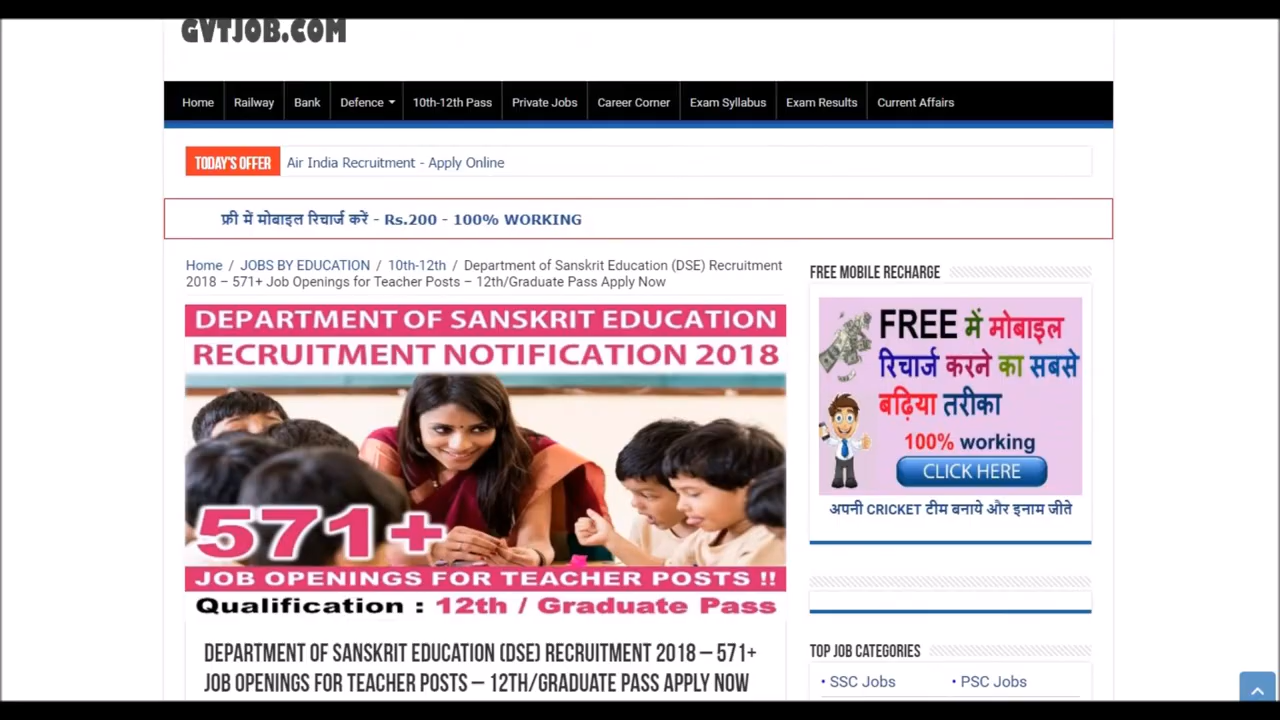 GVTJOB.COM
Home Railway Bank Defence 10th-12th Pass Private Jobs Career Corner Exam Syllabus Exam Results Current Affairs
TODAY'S OFFER Air India Recruitment - Apply Online
फ्री में मोबाइल रिचार्ज करें - Rs.200 - 100% WORKING
Home / JOBS BY EDUCATION / 10th-12th / Department of Sanskrit Education (DSE) Recruitment
2018 – 571+ Job Openings for Teacher Posts – 12th/Graduate Pass Apply Now
DEPARTMENT OF SANSKRIT EDUCATION
RECRUITMENT NOTIFICATION 2018
571+
JOB OPENINGS FOR TEACHER POSTS !!
Qualification : 12th / Graduate Pass
DEPARTMENT OF SANSKRIT EDUCATION (DSE) RECRUITMENT 2018 – 571+
JOB OPENINGS FOR TEACHER POSTS – 12TH/GRADUATE PASS APPLY NOW
FREE MOBILE RECHARGE
FREE में मोबाइल
रिचार्ज करने का सबसे
बढ़िया तरीका
100% working
CLICK HERE
अपनी CRICKET टीम बनाये और इनाम जीते
TOP JOB CATEGORIES
• SSC Jobs • PSC Jobs